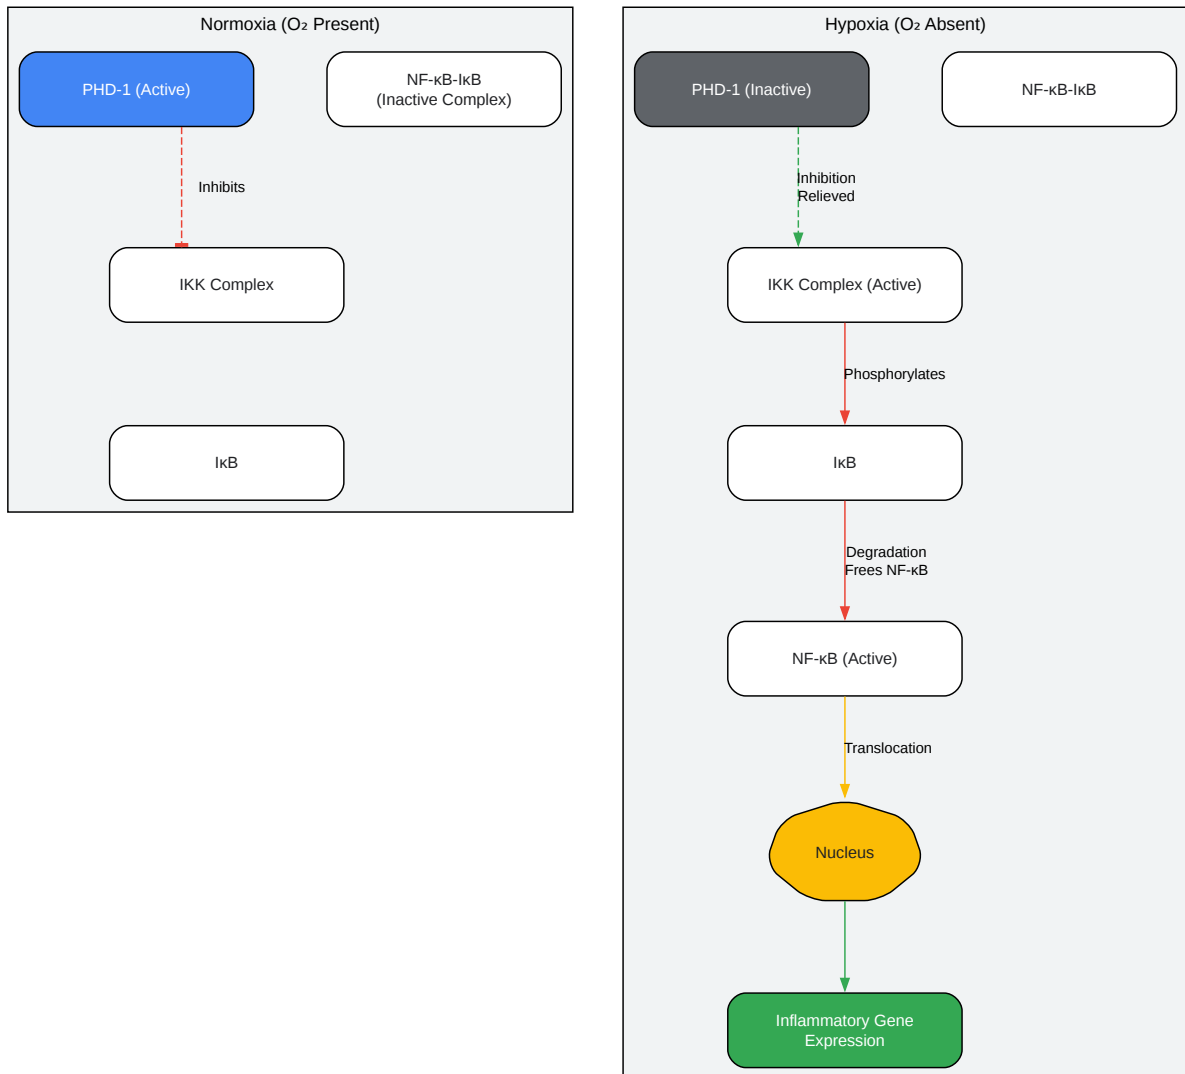 Normoxia (O₂ Present)
PHD-1 (Active)
NF-κB-IκB
(Inactive Complex)
Inhibits
IKK Complex
IκB
Hypoxia (O₂ Absent)
PHD-1 (Inactive)
NF-κB-IκB
Inhibition
Relieved
IKK Complex (Active)
Phosphorylates
IκB
Degradation
Frees NF-κB
NF-κB (Active)
Translocation
Nucleus
Inflammatory Gene
Expression